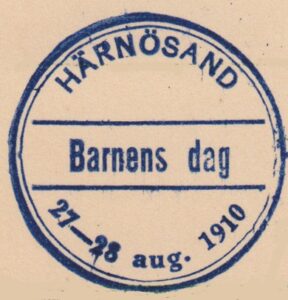 HÄRNÖSAND
Barnens dag
27–28 aug. 1910